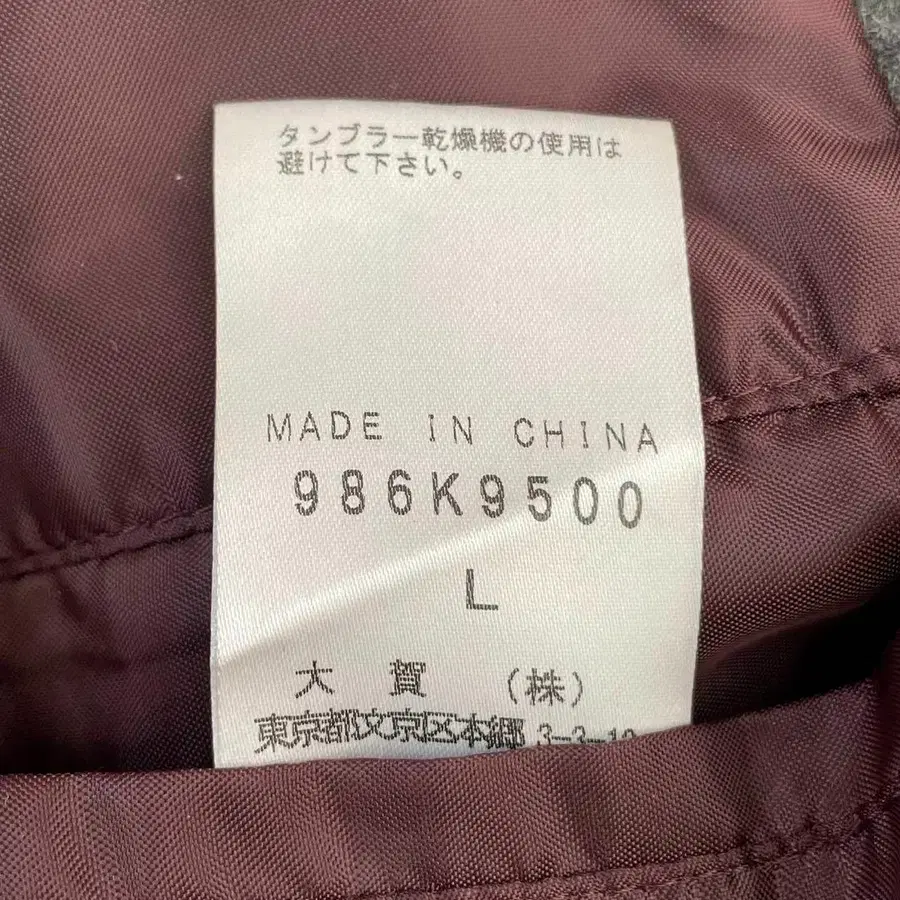 タンブラー乾燥機の使用は
避けて下さい。
MADE IN CHINA
986K9500
L
大 賀 (株)
東京都文京区本郷